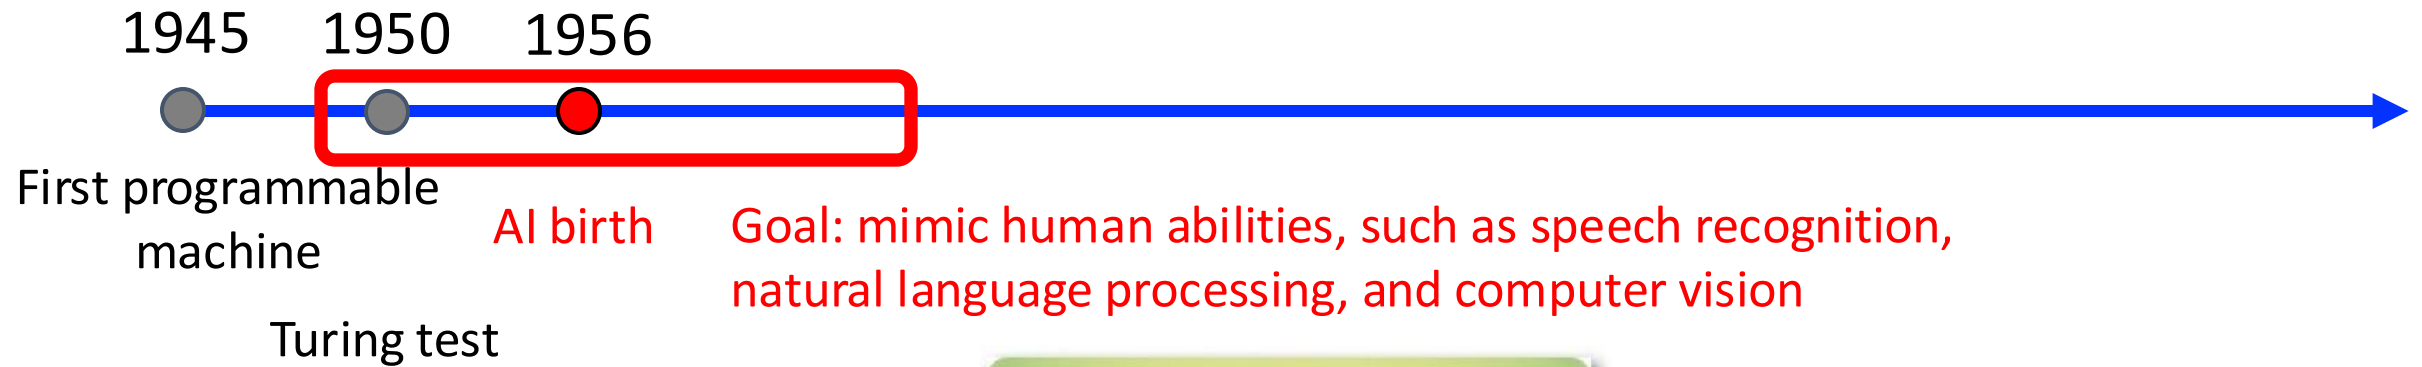 1945 1950 1956
First programmable
machine
Turing test
AI birth
Goal: mimic human abilities, such as speech recognition,
natural language processing, and computer vision